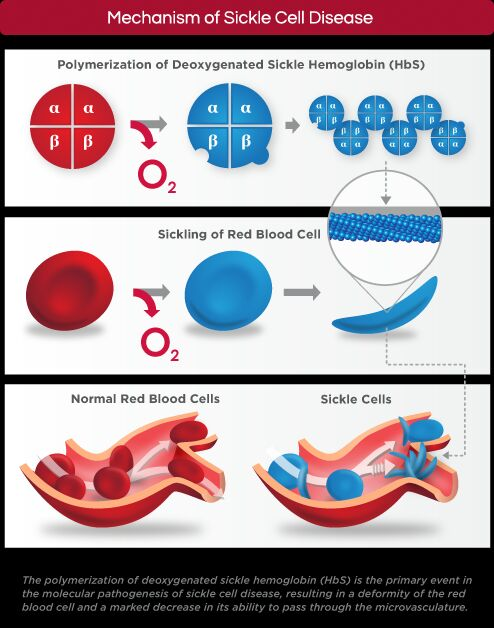 Mechanism of Sickle Cell Disease
Polymerization of Deoxygenated Sickle Hemoglobin (HbS)
α α
β β
O2
α α
β β
α α
β β
α α
β β
α α
β β
β β
α α
β β
α α
β β
α α
Sickling of Red Blood Cell
O2
Normal Red Blood Cells
Sickle Cells
The polymerization of deoxygenated sickle hemoglobin (HbS) is the primary event in
the molecular pathogenesis of sickle cell disease, resulting in a deformity of the red
blood cell and a marked decrease in its ability to pass through the microvasculature.